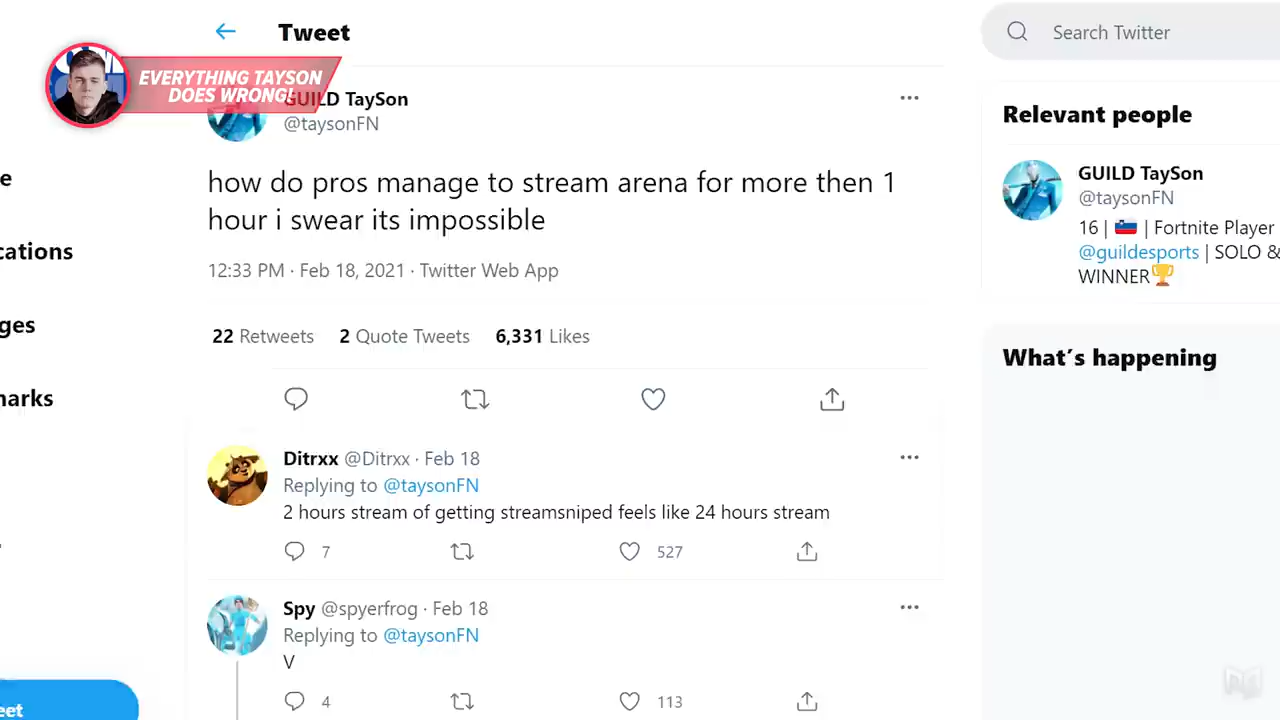 Tweet
Search Twitter
EVERYTHING TAYSON
DOES WRONG!
GUILD TaySon
@taysonFN
how do pros manage to stream arena for more then 1
hour i swear its impossible
12:33 PM · Feb 18, 2021 · Twitter Web App
22 Retweets 2 Quote Tweets 6,331 Likes
Ditrxx @Ditrxx · Feb 18
Replying to @taysonFN
2 hours stream of getting streamsniped feels like 24 hours stream
7 527
Spy @spyerfrog · Feb 18
Replying to @taysonFN
V
4 113
Relevant people
GUILD TaySon
@taysonFN
16 | 🇸🇮 | Fortnite Player
@guildesports | SOLO &
WINNER🏆
What's happening
e
cations
ges
narks
eet